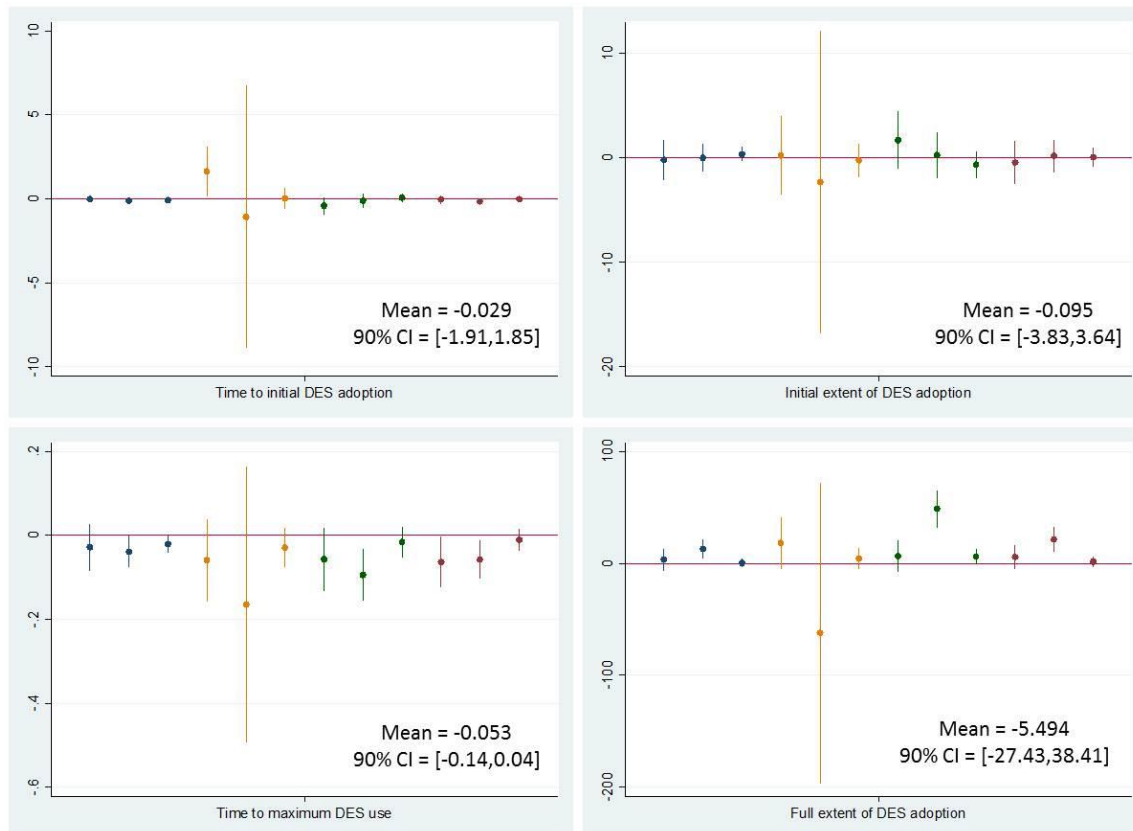 10
5
0
-5
-10
Mean = -0.029
90% CI = [-1.91,1.85]
Time to initial DES adoption
10
0
-10
-20
Mean = -0.095
90% CI = [-3.83,3.64]
Initial extent of DES adoption
.2
0
-.2
-.4
-.6
Mean = -0.053
90% CI = [-0.14,0.04]
Time to maximum DES use
100
0
-100
-200
Mean = -5.494
90% CI = [-27.43,38.41]
Full extent of DES adoption